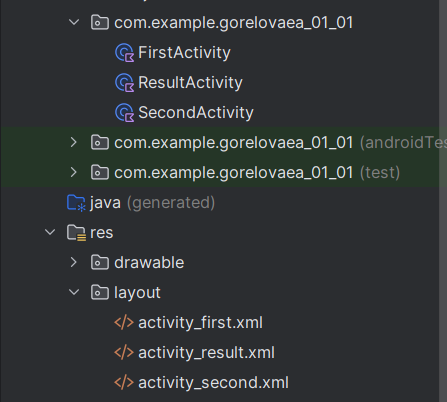 com.example.gorelovaea_01_01
FirstActivity
ResultActivity
SecondActivity
com.example.gorelovaea_01_01 (androidTes
com.example.gorelovaea_01_01 (test)
java (generated)
res
drawable
layout
activity_first.xml
activity_result.xml
activity_second.xml